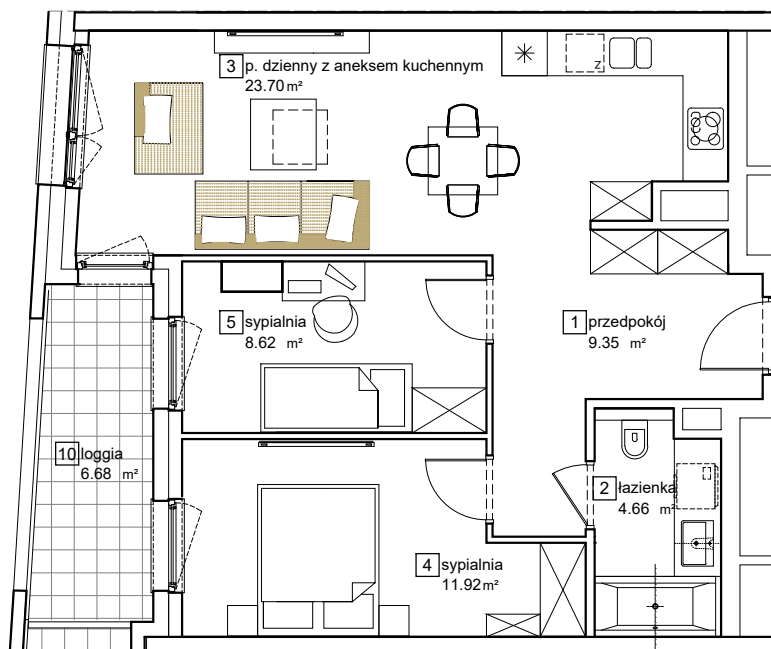 3 p. dzienny z aneksem kuchennym
23.70 m²
z
5 sypialnia
8.62 m²
1 przedpokój
9.35 m²
10 loggia
6.68 m²
2 łazienka
4.66 m²
4 sypialnia
11.92 m²